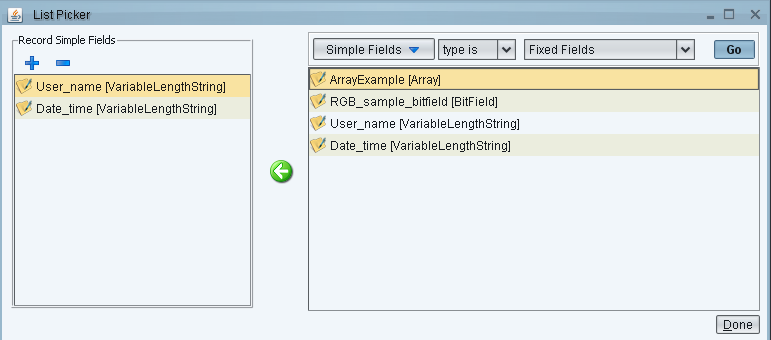 List Picker
Record Simple Fields
User_name [VariableLengthString]
Date_time [VariableLengthString]
Simple Fields type is Fixed Fields Go
ArrayExample [Array]
RGB_sample_bitfield [BitField]
User_name [VariableLengthString]
Date_time [VariableLengthString]
Done